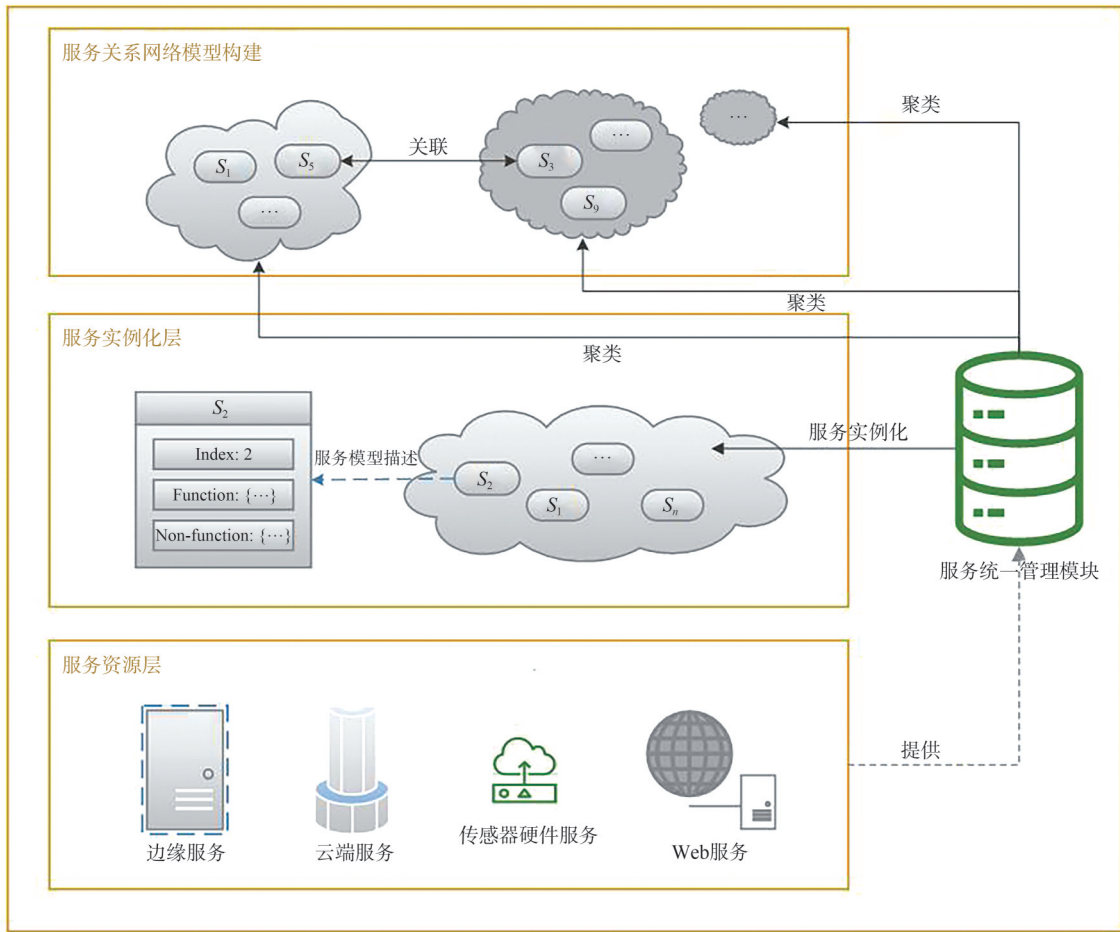 服务关系网络模型构建
…
聚类
…
关联
S₁
S₅
S₃
…
S₉
聚类
服务实例化层
聚类
S₂
Index: 2
Function: {…}
Non-function: {…}
服务模型描述
…
S₂
S₁
Sₙ
服务实例化
服务统一管理模块
服务资源层
提供
边缘服务
云端服务
传感器硬件服务
Web服务